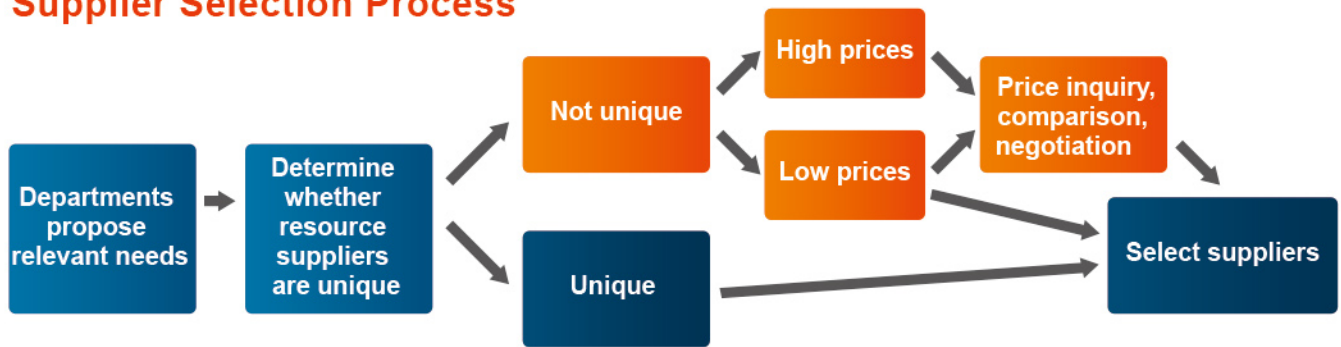 Supplier Selection Process
Departments
propose
relevant needs
Determine
whether
resource
suppliers
are unique
Not unique
Unique
High prices
Low prices
Price inquiry,
comparison,
negotiation
Select suppliers